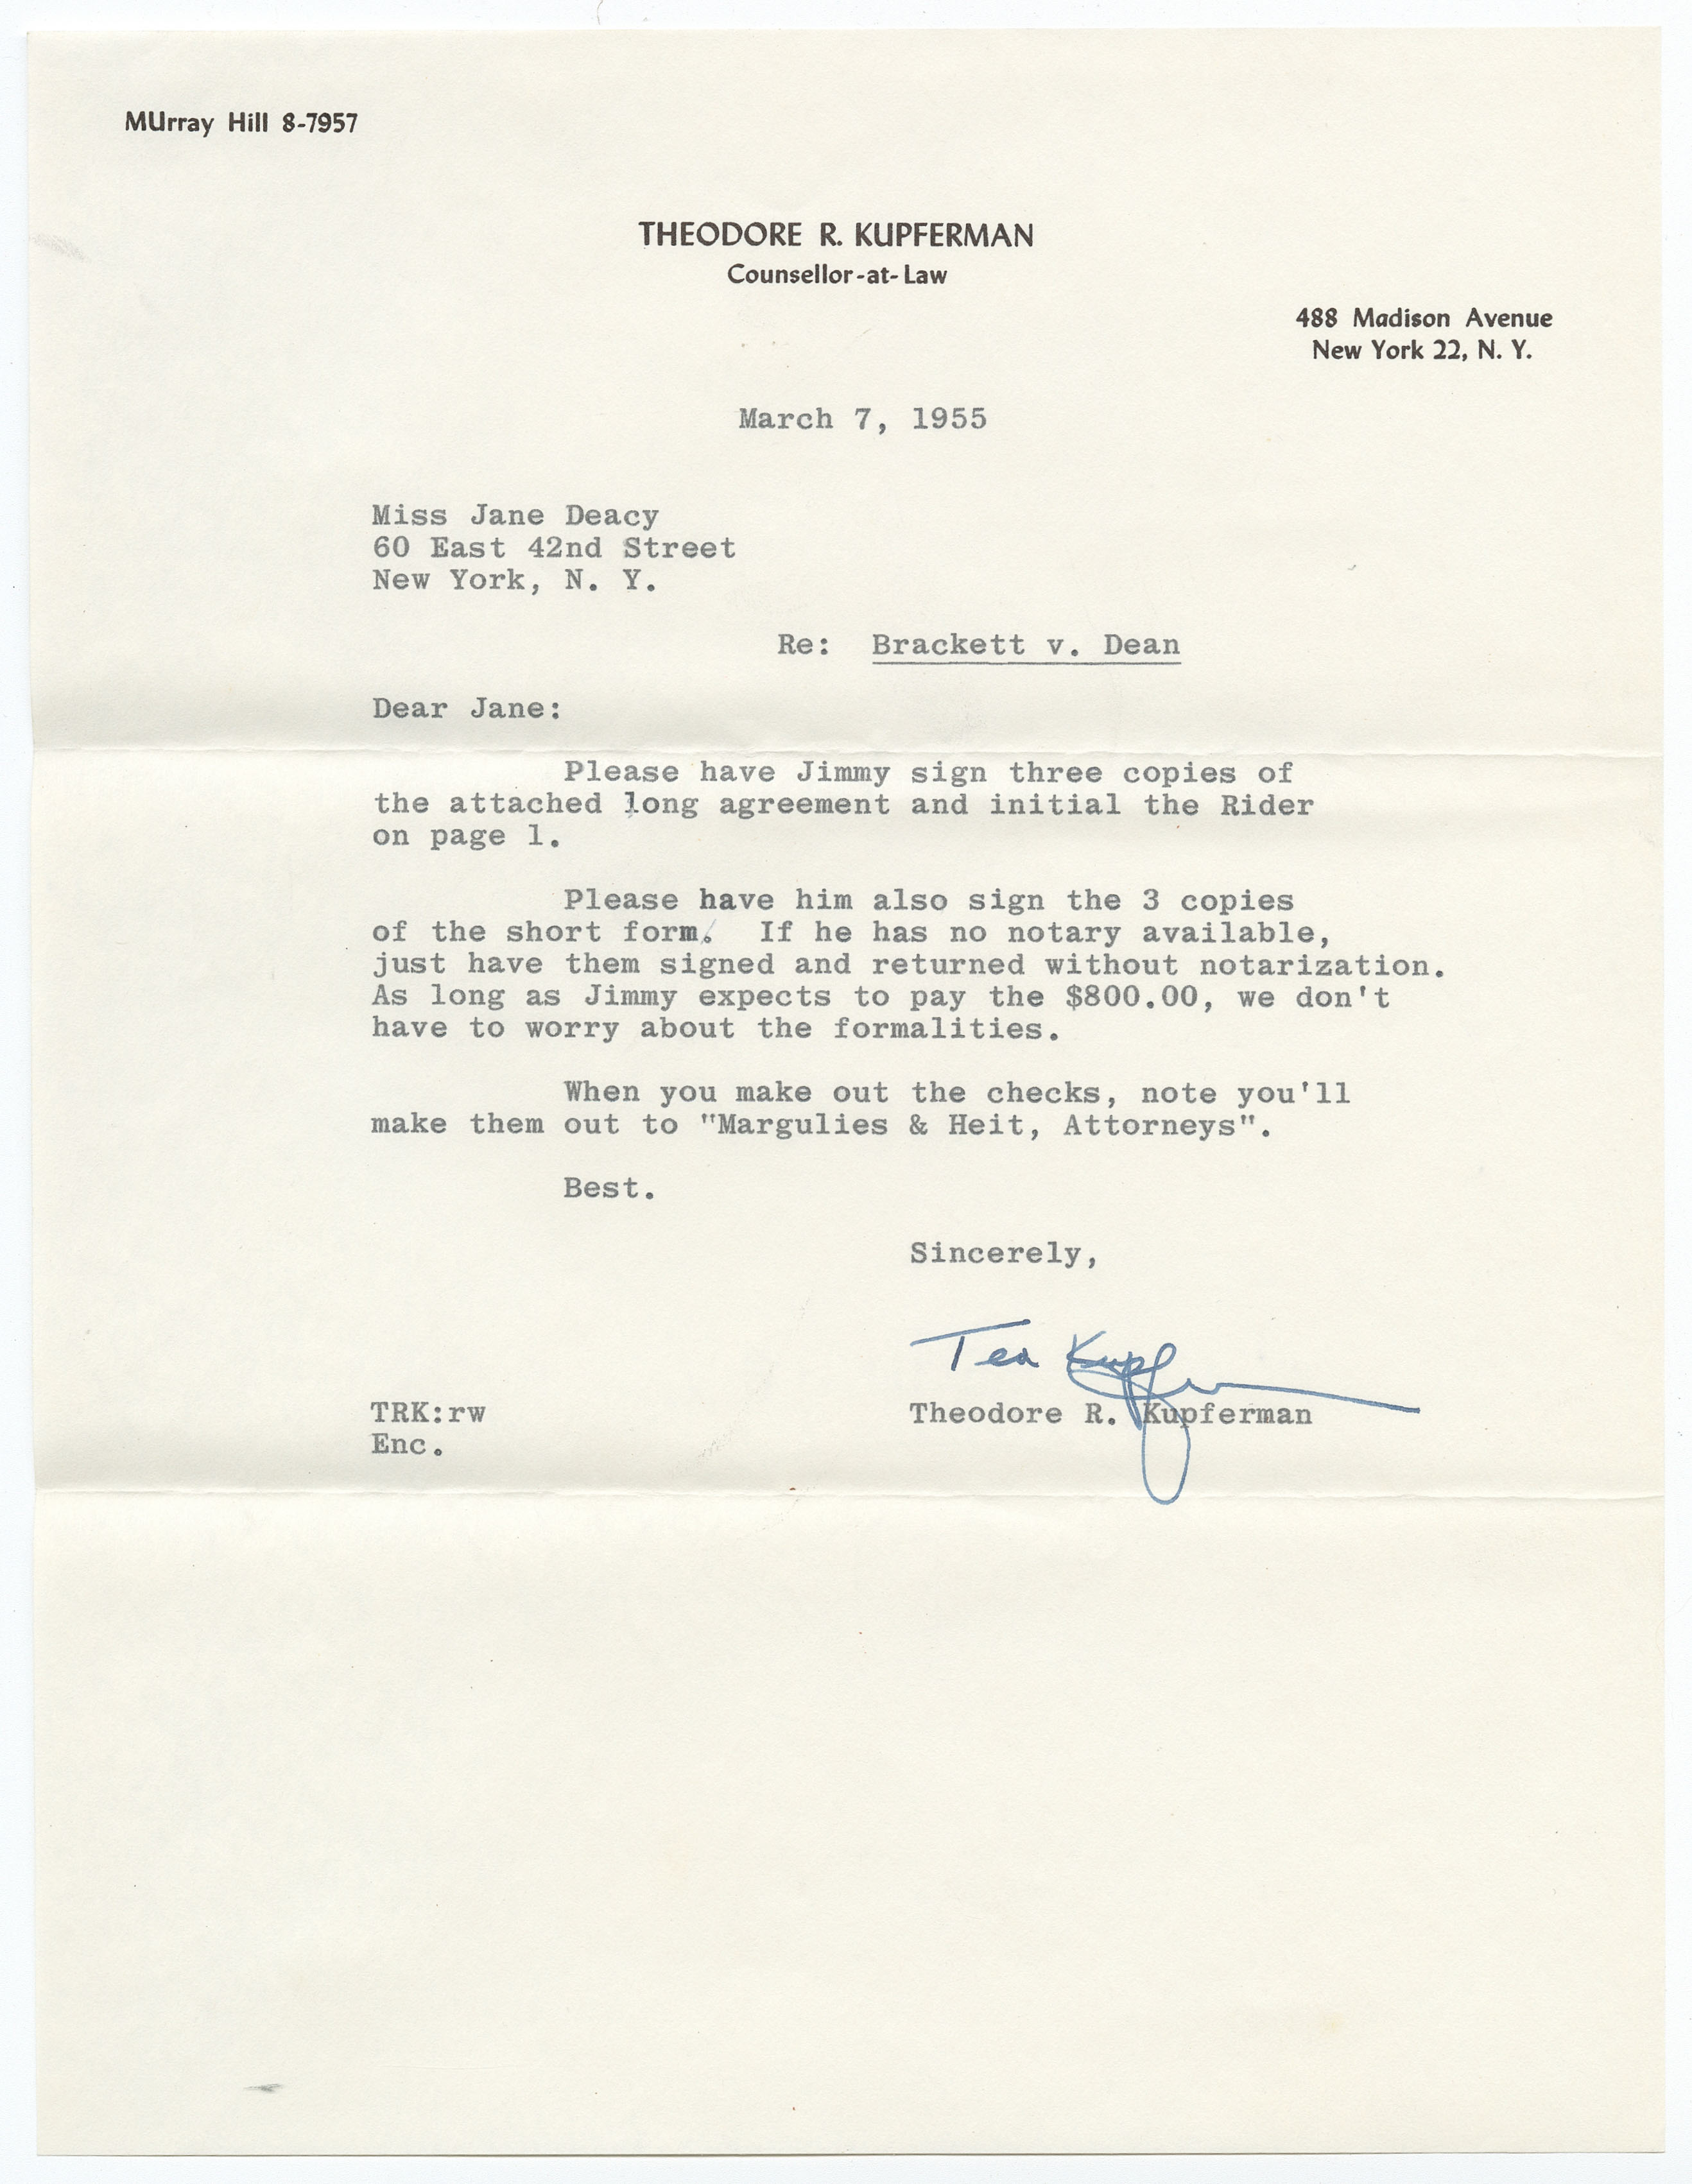 MUrray Hill 8-7957
THEODORE R. KUPFERMAN
Counsellor-at-Law
488 Madison Avenue
New York 22, N. Y.
March 7, 1955
Miss Jane Deacy
60 East 42nd Street
New York, N. Y.
Re: Brackett v. Dean
Dear Jane:
Please have Jimmy sign three copies of
the attached long agreement and initial the Rider
on page 1.
Please have him also sign the 3 copies
of the short form. If he has no notary available,
just have them signed and returned without notarization.
As long as Jimmy expects to pay the $800.00, we don't
have to worry about the formalities.
When you make out the checks, note you'll
make them out to "Margulies & Heit, Attorneys".
Best.
Sincerely,
Ted Kupferman
Theodore R. Kupferman
TRK:rw
Enc.